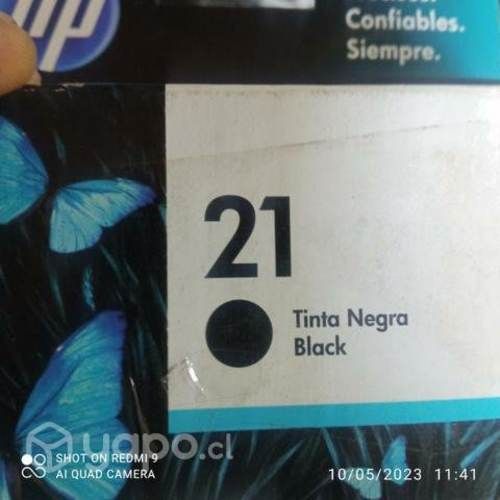 hp
Confiables.
Siempre.
21
Tinta Negra
Black
yapo.cl
SHOT ON REDMI 9
AI QUAD CAMERA
10/05/2023 11:41